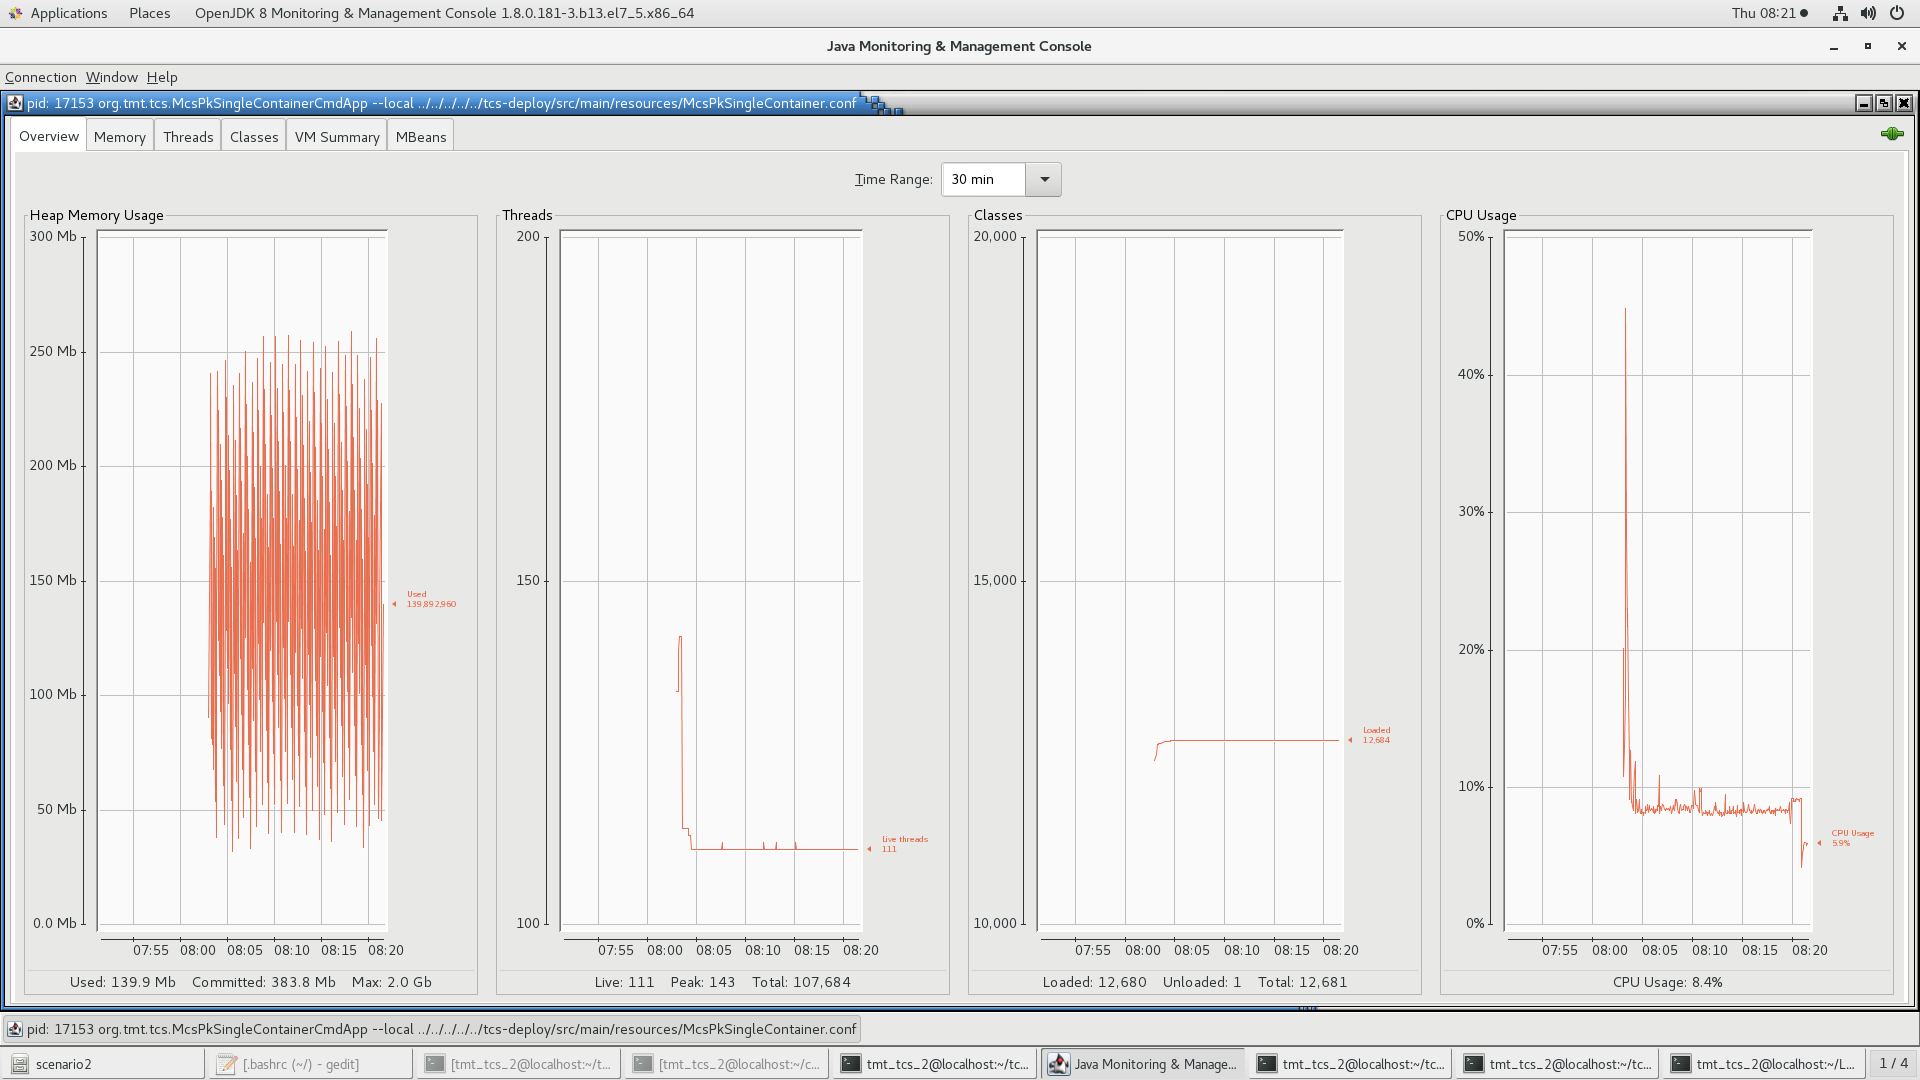 Applications Places OpenJDK 8 Monitoring & Management Console 1.8.0.181-3.b13.el7_5.x86_64 Thu 08:21
Java Monitoring & Management Console
Connection Window Help
pid: 17153 org.tmt.tcs.McsPkSingleContainerCmdApp --local ../../../../../tcs-deploy/src/main/resources/McsPkSingleContainer.conf
Overview Memory Threads Classes VM Summary MBeans
Time Range: 30 min
Heap Memory Usage
300 Mb
250 Mb
200 Mb
150 Mb
100 Mb
50 Mb
0.0 Mb
Used
139,892,960
07:55 08:00 08:05 08:10 08:15 08:20
Used: 139.9 Mb Committed: 383.8 Mb Max: 2.0 Gb
Threads
200
150
100
Live threads
111
07:55 08:00 08:05 08:10 08:15 08:20
Live: 111 Peak: 143 Total: 107,684
Classes
20,000
15,000
10,000
Loaded
12,684
07:55 08:00 08:05 08:10 08:15 08:20
Loaded: 12,680 Unloaded: 1 Total: 12,681
CPU Usage
50%
40%
30%
20%
10%
0%
CPU Usage
5.9%
07:55 08:00 08:05 08:10 08:15 08:20
CPU Usage: 8.4%
pid: 17153 org.tmt.tcs.McsPkSingleContainerCmdApp --local ../../../../../tcs-deploy/src/main/resources/McsPkSingleContainer.conf
scenario2 [.bashrc (~/) - gedit] [tmt_tcs_2@localhost:~/t... [tmt_tcs_2@localhost:~/c... tmt_tcs_2@localhost:~/tc... Java Monitoring & Manage... tmt_tcs_2@localhost:~/tc... tmt_tcs_2@localhost:~/tc... tmt_tcs_2@localhost:~/L... 1 / 4